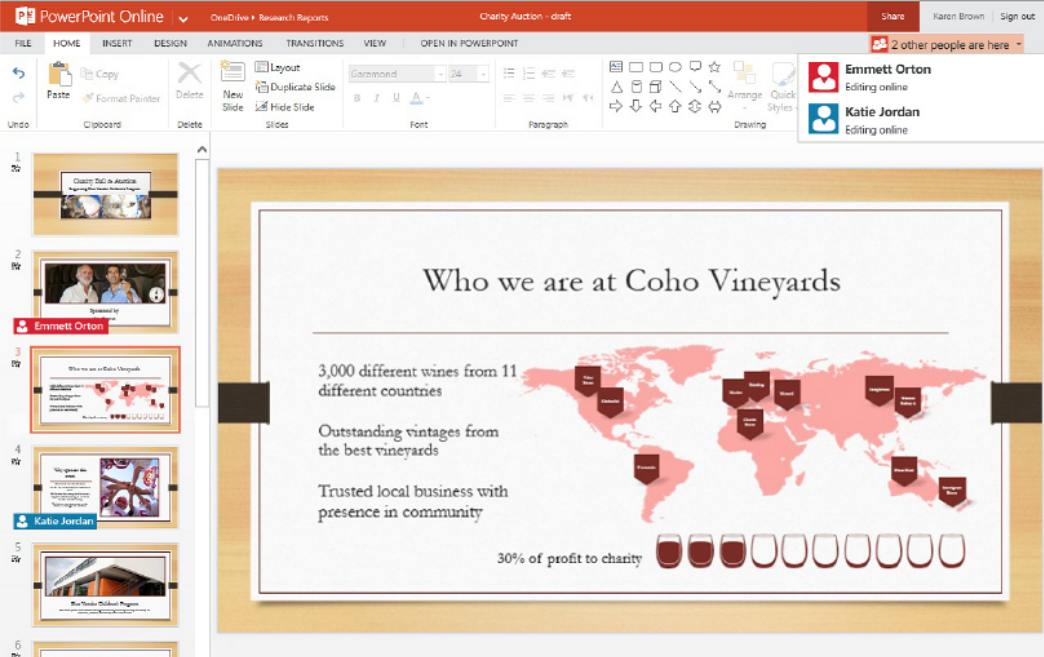 PowerPoint Online
OneDrive ▸ Research Reports
Charity Auction - draft
Share
Karen Brown
Sign out
FILE
HOME
INSERT
DESIGN
ANIMATIONS
TRANSITIONS
VIEW
OPEN IN POWERPOINT
2 other people are here
Emmett Orton
Editing online
Katie Jordan
Editing online
Paste
Copy
Format Painter
Delete
New
Slide
Layout
Duplicate Slide
Hide Slide
Garamond
24
B I U A
Arrange
Quick
Styles
Undo
Clipboard
Delete
Slides
Font
Paragraph
Drawing
1
Charity Ball & Auction
2
Sponsored by
Emmett Orton
3
Who we are at Coho Vineyards
4
Katie Jordan
5
6
Who we are at Coho Vineyards
3,000 different wines from 11
different countries
Outstanding vintages from
the best vineyards
Trusted local business with
presence in community
30% of profit to charity